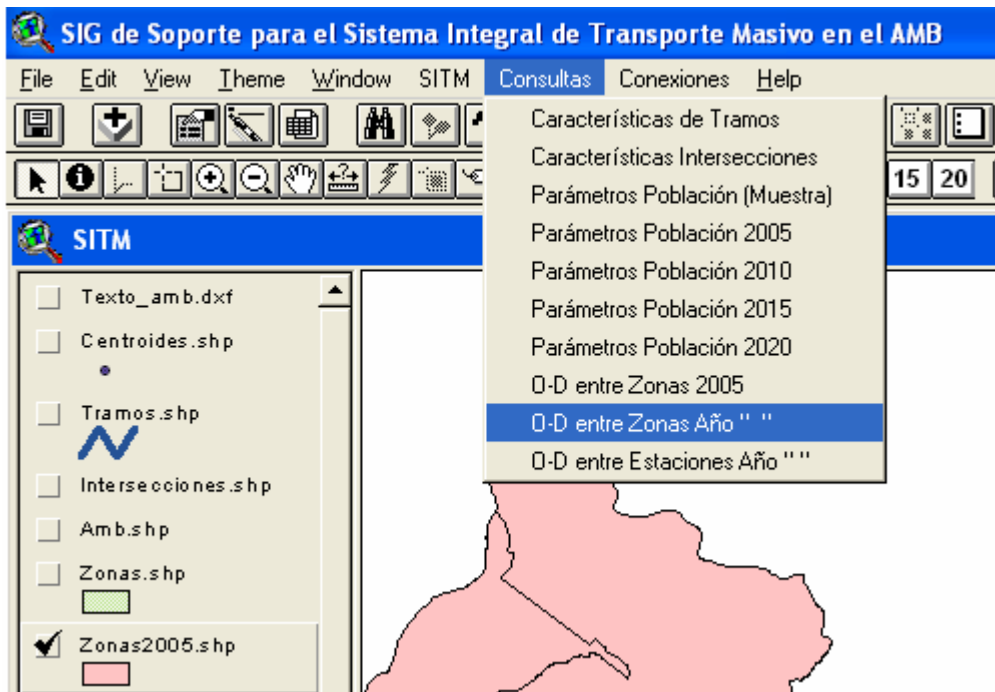 SIG de Soporte para el Sistema Integral de Transporte Masivo en el AMB
File Edit View Theme Window SITM Consultas Conexiones Help
Características de Tramos
Características Intersecciones
Parámetros Población (Muestra)
Parámetros Población 2005
Parámetros Población 2010
Parámetros Población 2015
Parámetros Población 2020
O-D entre Zonas 2005
O-D entre Zonas Año " "
O-D entre Estaciones Año " "
15 20
SITM
Texto_amb.dxf
Centroides.shp
Tramos.shp
Intersecciones.shp
Amb.shp
Zonas.shp
Zonas2005.shp